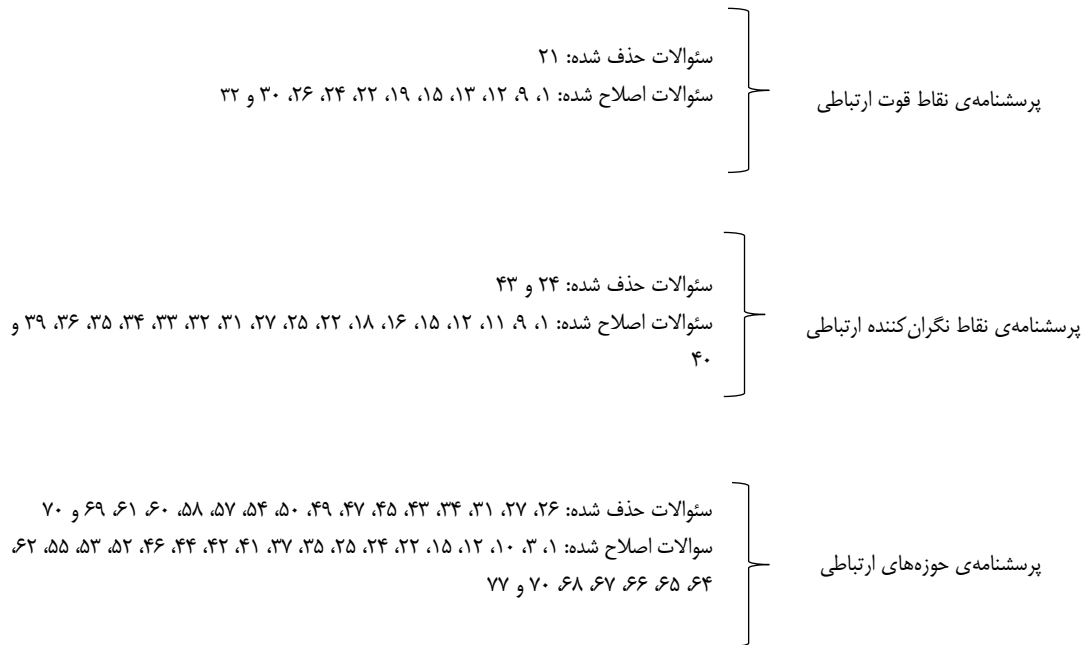 پرسشنامه‌ی نقاط قوت ارتباطی
سئوالات حذف شده: ۲۱
سئوالات اصلاح شده: ۱، ۹، ۱۲، ۱۳، ۱۵، ۱۹، ۲۲، ۲۴، ۲۶، ۳۰ و ۳۲
پرسشنامه‌ی نقاط نگران‌کننده ارتباطی
سئوالات حذف شده: ۲۴ و ۴۳
سئوالات اصلاح شده: ۱، ۹، ۱۱، ۱۲، ۱۵، ۱۶، ۱۸، ۲۲، ۲۵، ۲۷، ۳۱، ۳۲، ۳۳، ۳۴، ۳۵، ۳۶، ۳۹ و
۴۰
پرسشنامه‌ی حوزه‌های ارتباطی
سئوالات حذف شده: ۲۶، ۲۷، ۳۱، ۳۴، ۴۳، ۴۵، ۴۷، ۴۹، ۵۰، ۵۴، ۵۷، ۵۸، ۶۰، ۶۱، ۶۹ و ۷۰
سوالات اصلاح شده: ۱، ۳، ۱۰، ۱۲، ۱۵، ۲۲، ۲۴، ۲۵، ۳۵، ۳۷، ۴۱، ۴۲، ۴۴، ۴۶، ۵۲، ۵۳، ۵۵، ۶۲،
۶۴، ۶۵، ۶۶، ۶۷، ۶۸، ۷۰ و ۷۷